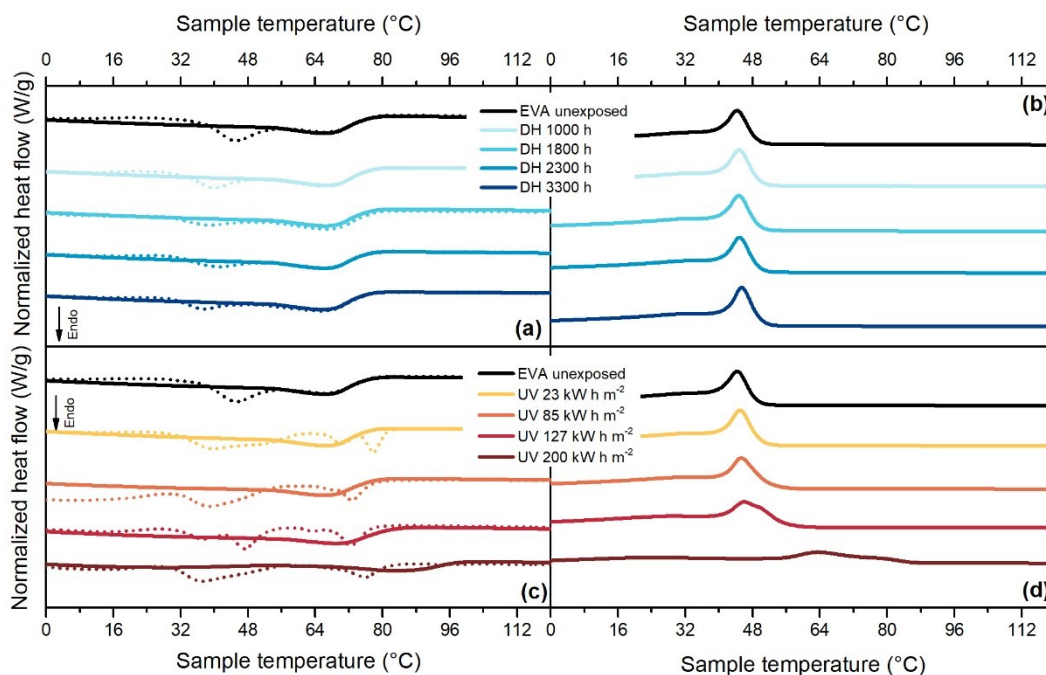 Sample temperature (°C) Sample temperature (°C)
0 16 32 48 64 80 96 112 0 16 32 48 64 80 96 112
Normalized heat flow (W/g)
EVA unexposed
DH 1000 h
DH 1800 h
DH 2300 h
DH 3300 h
(b)
Endo
(a)
Normalized heat flow (W/g)
Endo
EVA unexposed
UV 23 kW h m⁻²
UV 85 kW h m⁻²
UV 127 kW h m⁻²
UV 200 kW h m⁻²
(c)
(d)
0 16 32 48 64 80 96 112 0 16 32 48 64 80 96 112
Sample temperature (°C) Sample temperature (°C)